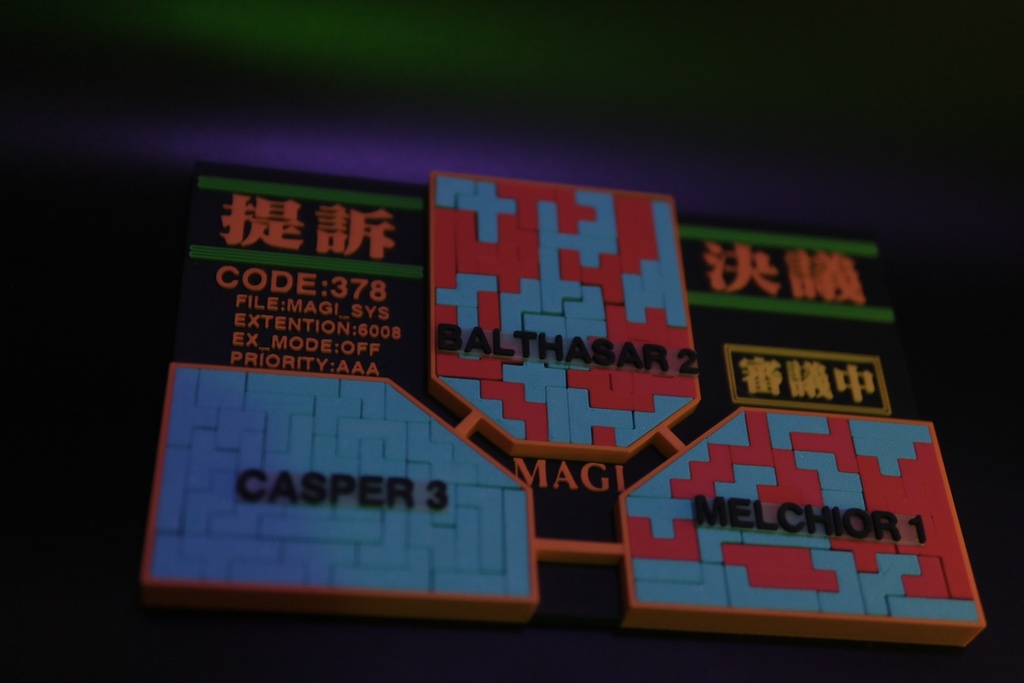 提訴
CODE:378
FILE:MAGI_SYS
EXTENTION:6008
EX_MODE:OFF
PRIORITY:AAA
BALTHASAR 2
決議
審議中
CASPER 3
MAGI
MELCHIOR 1